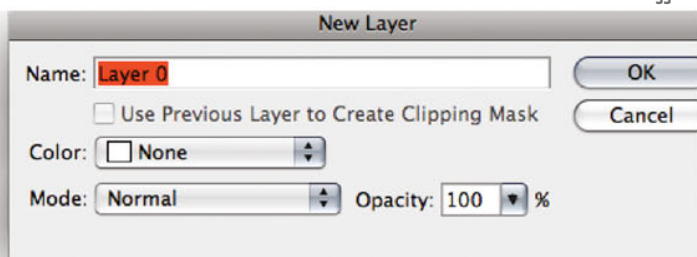 New Layer
Name: Layer 0 OK
Use Previous Layer to Create Clipping Mask Cancel
Color: None
Mode: Normal Opacity: 100 %